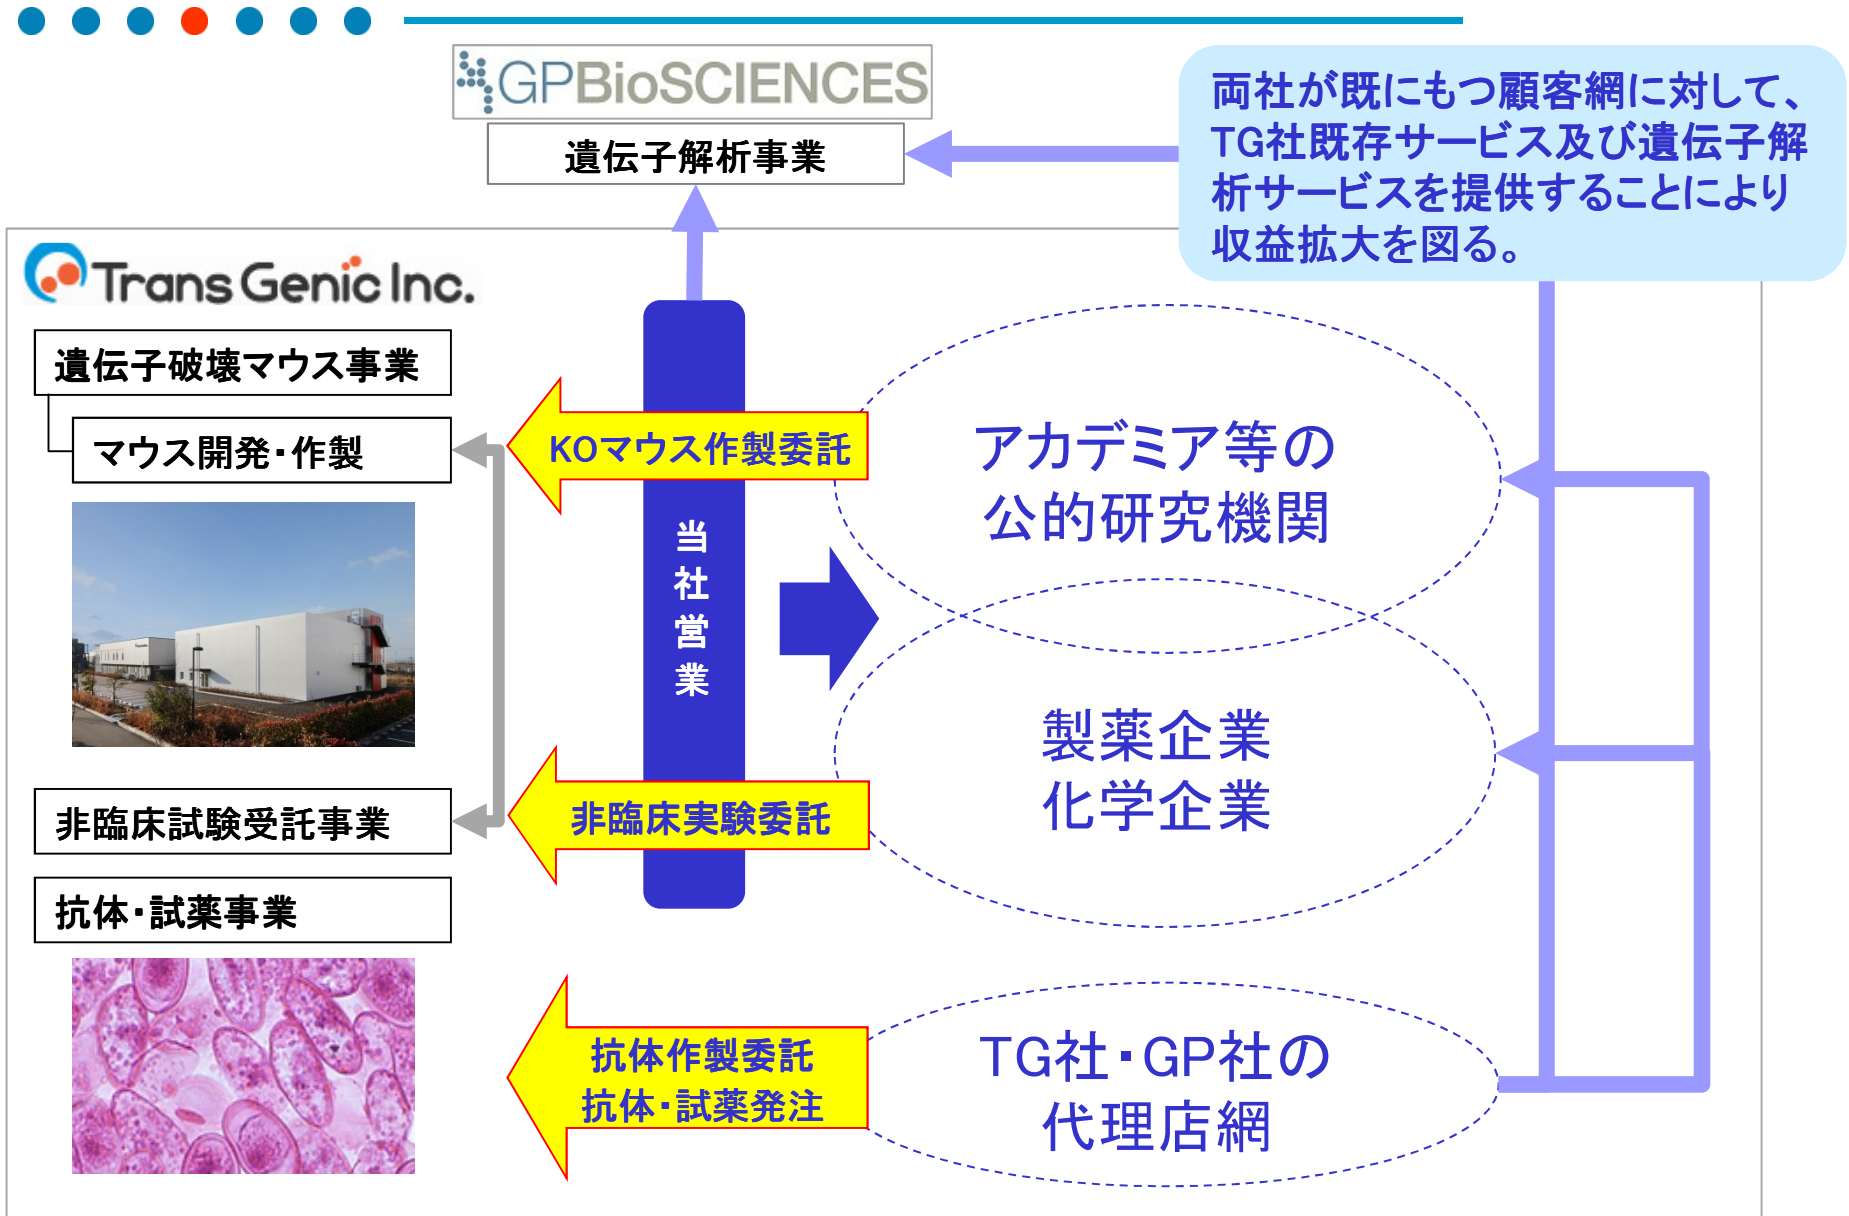 GPBioSCIENCES
遺伝子解析事業
両社が既にもつ顧客網に対して、
TG社既存サービス及び遺伝子解
析サービスを提供することにより
収益拡大を図る。
Trans Genic Inc.
遺伝子破壊マウス事業
マウス開発・作製
KOマウス作製委託
当社営業
アカデミア等の
公的研究機関
製薬企業
化学企業
非臨床試験受託事業
非臨床実験委託
抗体・試薬事業
抗体作製委託
抗体・試薬発注
TG社・GP社の
代理店網